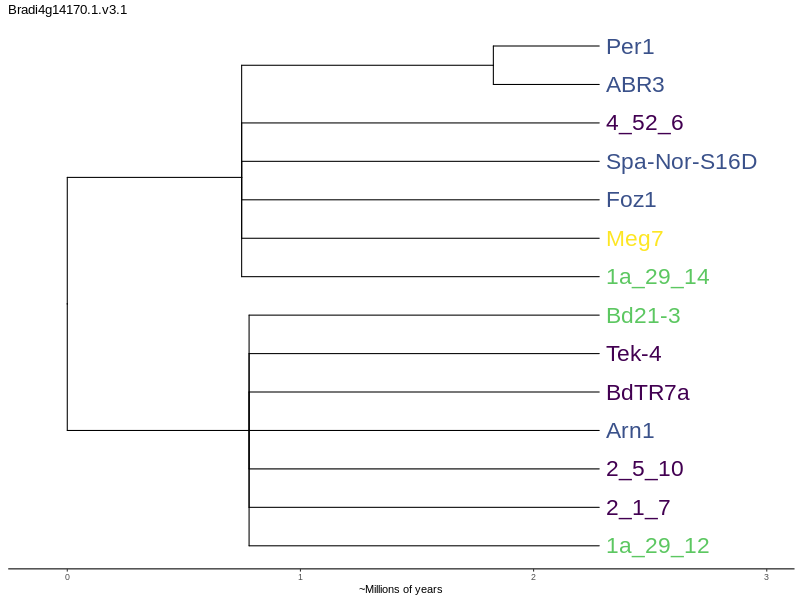 Bradi4g14170.1.v3.1
Per1
ABR3
4_52_6
Spa-Nor-S16D
Foz1
Meg7
1a_29_14
Bd21-3
Tek-4
BdTR7a
Arn1
2_5_10
2_1_7
1a_29_12
0 1 2 3
~Millions of years